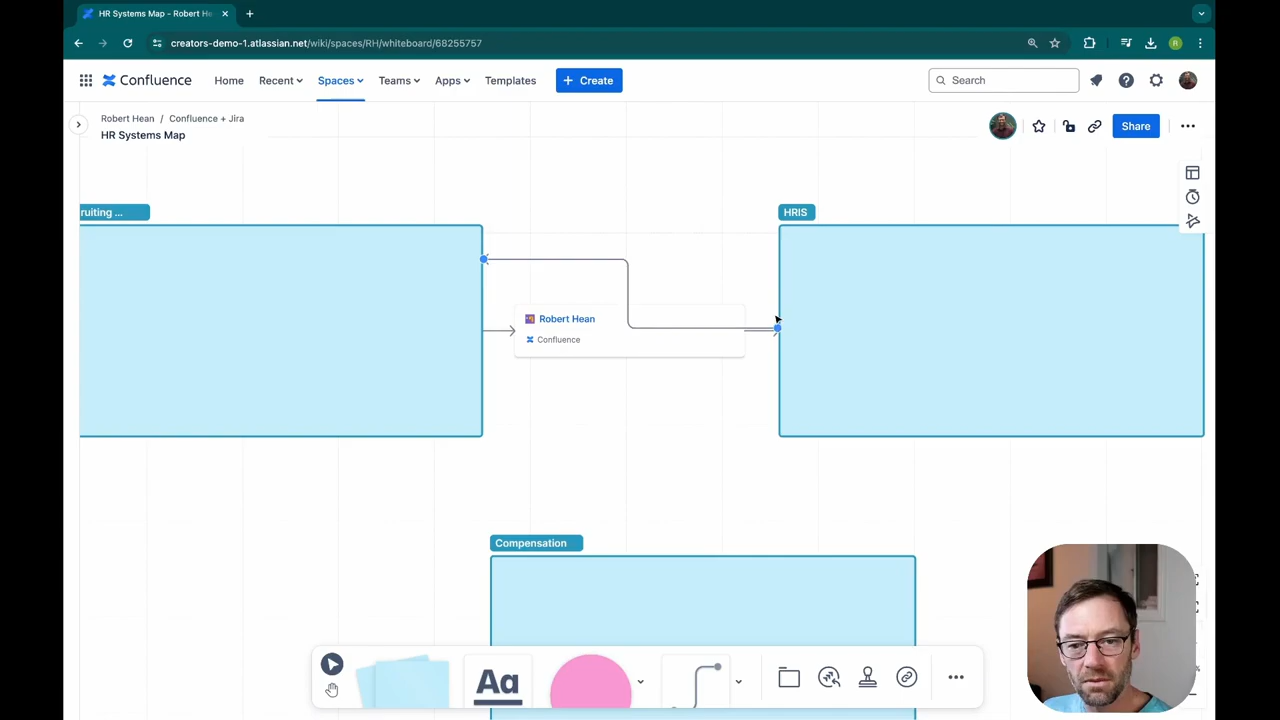 HR Systems Map - Robert He
creators-demo-1.atlassian.net/wiki/spaces/RH/whiteboard/68255757
R
Confluence
Home
Recent
Spaces
Teams
Apps
Templates
+ Create
Search
Robert Hean / Confluence + Jira
HR Systems Map
Share
ruiting ...
HRIS
Robert Hean
Confluence
Compensation
Aa